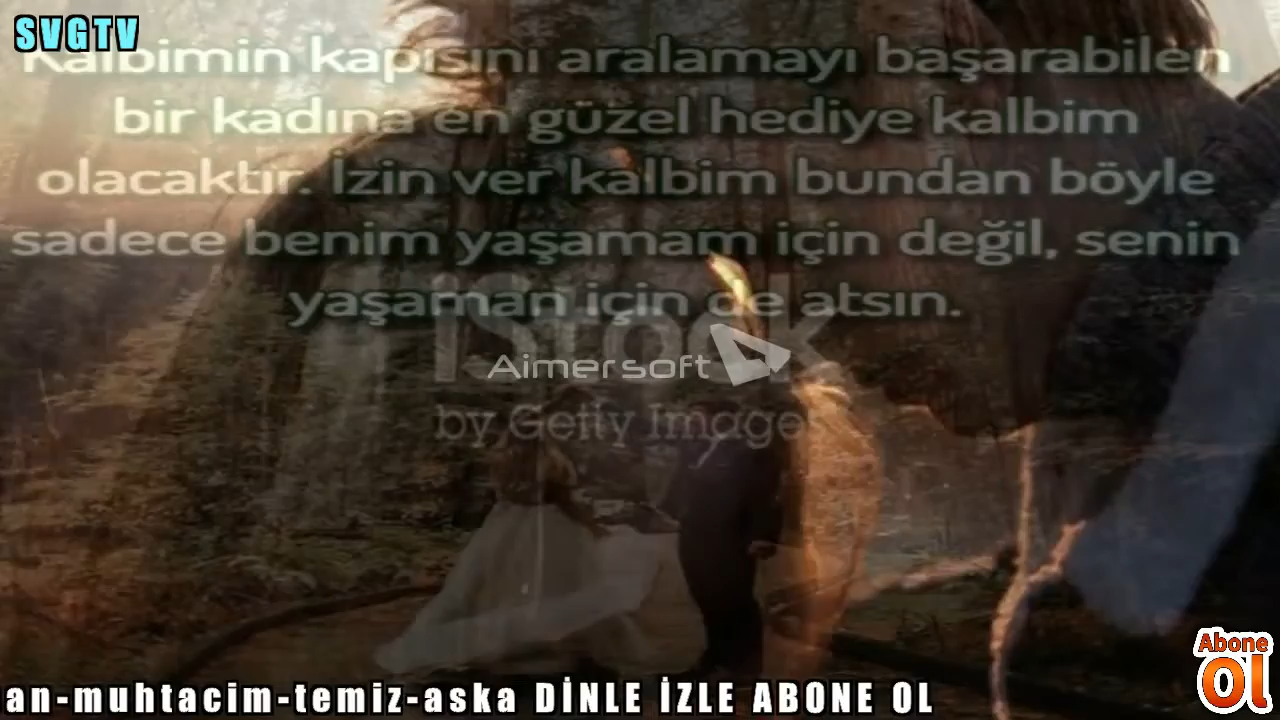 SVGTV
Kalbimin kapısını aralamayı başarabilen
bir kadına en güzel hediye kalbim
olacaktır. İzin ver kalbim bundan böyle
sadece benim yaşamam için değil, senin
yaşaman için de atsın.
iStock
Aimersoft
by Getty Image
an-muhtacim-temiz-aska DİNLE İZLE ABONE OL
Abone
Ol